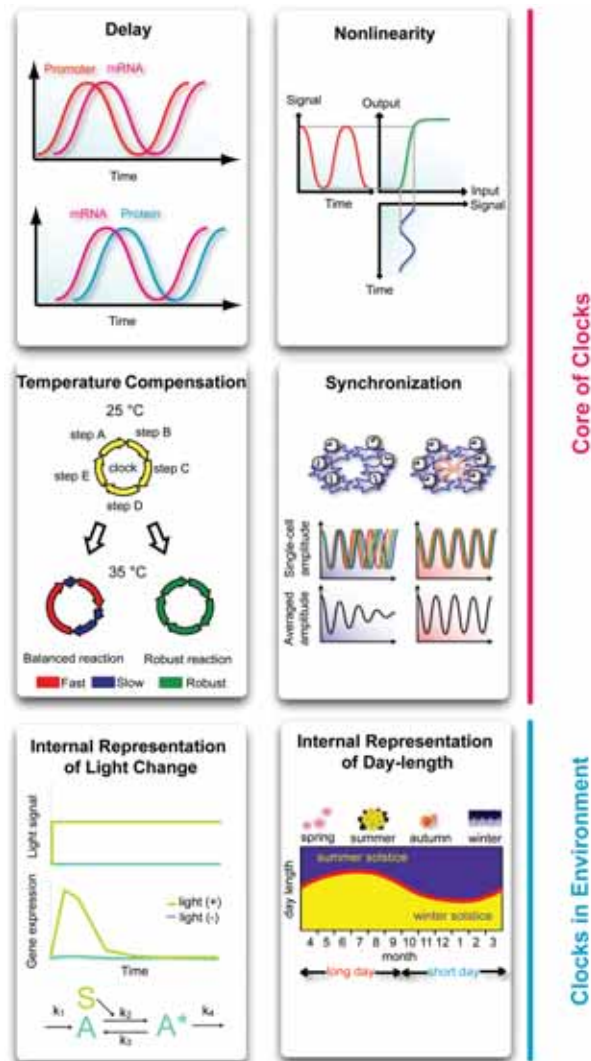 Delay
Promoter mRNA
Time
mRNA Protein
Time
Nonlinearity
Signal
Output
Time
Input
Signal
Time
Temperature Compensation
25 °C
step A
step B
step E
clock
step C
step D
35 °C
Balanced reaction
Robust reaction
Fast Slow Robust
Synchronization
Single-cell
amplitude
Averaged
amplitude
Core of Clocks
Internal Representation
of Light Change
Light signal
Gene expression
light (+)
light (-)
Time
k₁
S
k₂
A
k₃
A*
k₄
Internal Representation
of Day-length
spring summer autumn winter
day length
summer solstice
winter solstice
4 5 6 7 8 9 10 11 12 1 2 3
month
long day short day
Clocks in Environment